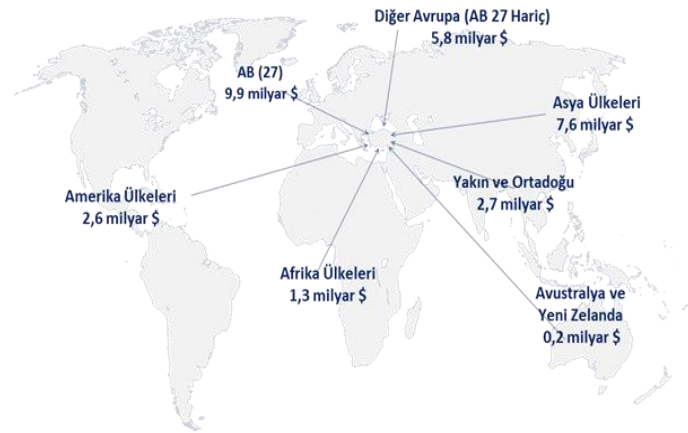 Diğer Avrupa (AB 27 Hariç)
5,8 milyar $
AB (27)
9,9 milyar $
Asya Ülkeleri
7,6 milyar $
Yakın ve Ortadoğu
2,7 milyar $
Amerika Ülkeleri
2,6 milyar $
Afrika Ülkeleri
1,3 milyar $
Avustralya ve
Yeni Zelanda
0,2 milyar $